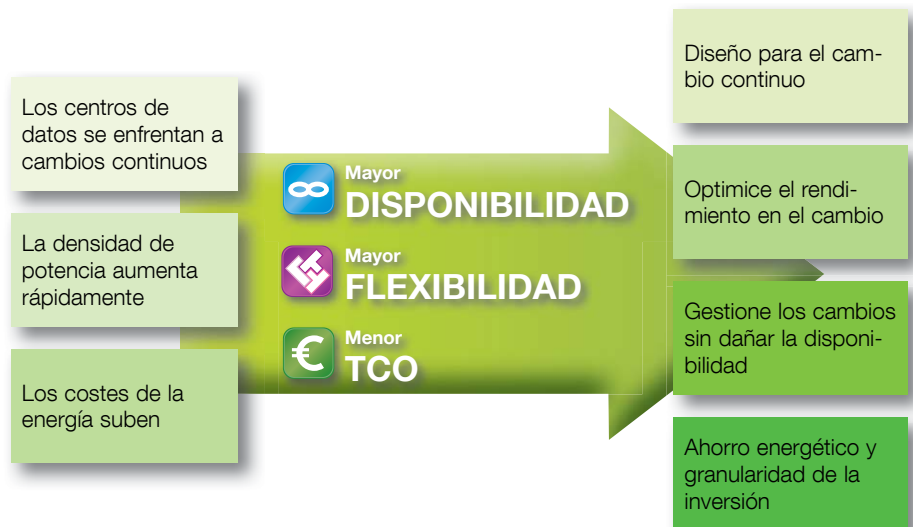 Los centros de
datos se enfrentan a
cambios continuos
La densidad de
potencia aumenta
rápidamente
Los costes de la
energía suben
Mayor
DISPONIBILIDAD
Mayor
FLEXIBILIDAD
€
Menor
TCO
Diseño para el cam-
bio continuo
Optimice el rendi-
miento en el cambio
Gestione los cambios
sin dañar la disponi-
bilidad
Ahorro energético y
granularidad de la
inversión